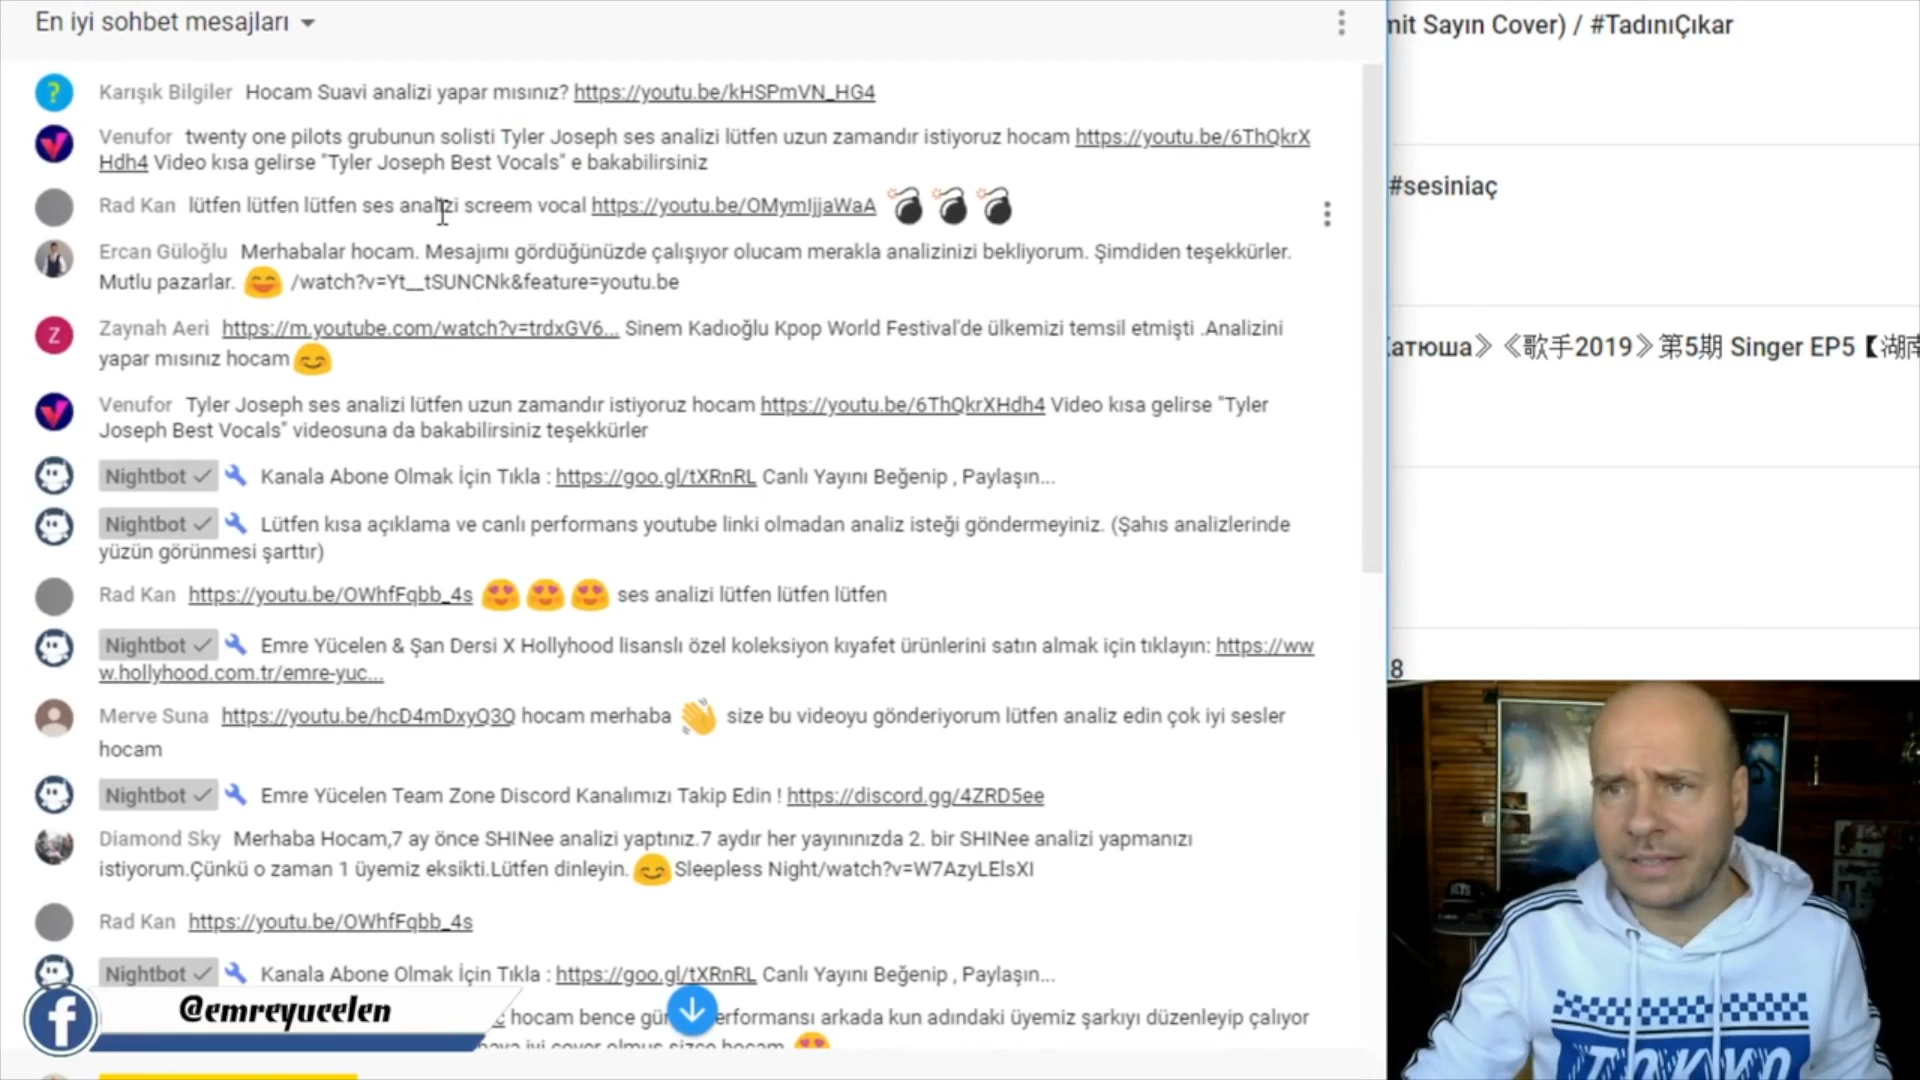 En iyi sohbet mesajları
Karışık Bilgiler Hocam Suavi analizi yapar mısınız? https://youtu.be/kHSPmVN_HG4
Venufor twenty one pilots grubunun solisti Tyler Joseph ses analizi lütfen uzun zamandır istiyoruz hocam https://youtu.be/6ThQkrX
Hdh4 Video kısa gelirse "Tyler Joseph Best Vocals" e bakabilirsiniz
Rad Kan lütfen lütfen lütfen ses analizi screem vocal https://youtu.be/OMymIjjaWaA 💣 💣 💣
Ercan Güloğlu Merhabalar hocam. Mesajımı gördüğünüzde çalışıyor olucam merakla analizinizi bekliyorum. Şimdiden teşekkürler.
Mutlu pazarlar. 😄 /watch?v=Yt__tSUNCNk&feature=youtu.be
Zaynah Aeri https://m.youtube.com/watch?v=trdxGV6... Sinem Kadıoğlu Kpop World Festival'de ülkemizi temsil etmişti .Analizini
yapar mısınız hocam 😊
Venufor Tyler Joseph ses analizi lütfen uzun zamandır istiyoruz hocam https://youtu.be/6ThQkrXHdh4 Video kısa gelirse "Tyler
Joseph Best Vocals" videosuna da bakabilirsiniz teşekkürler
Nightbot Kanala Abone Olmak İçin Tıkla : https://goo.gl/tXRnRL Canlı Yayını Beğenip , Paylaşın...
Nightbot Lütfen kısa açıklama ve canlı performans youtube linki olmadan analiz isteği göndermeyiniz. (Şahıs analizlerinde
yüzün görünmesi şarttır)
Rad Kan https://youtu.be/OWhfFqbb_4s 😍 😍 😍 ses analizi lütfen lütfen lütfen
Nightbot Emre Yücelen & Şan Dersi X Hollyhood lisanslı özel koleksiyon kıyafet ürünlerini satın almak için tıklayın: https://ww
w.hollyhood.com.tr/emre-yuc...
Merve Suna https://youtu.be/hcD4mDxyQ3Q hocam merhaba 👋 size bu videoyu gönderiyorum lütfen analiz edin çok iyi sesler
hocam
Nightbot Emre Yücelen Team Zone Discord Kanalımızı Takip Edin ! https://discord.gg/4ZRD5ee
Diamond Sky Merhaba Hocam,7 ay önce SHINee analizi yaptınız.7 aydır her yayınınızda 2. bir SHINee analizi yapmanızı
istiyorum.Çünkü o zaman 1 üyemiz eksikti.Lütfen dinleyin. 😊 Sleepless Night/watch?v=W7AzyLElsXI
Rad Kan https://youtu.be/OWhfFqbb_4s
Nightbot Kanala Abone Olmak İçin Tıkla : https://goo.gl/tXRnRL Canlı Yayını Beğenip , Paylaşın...
hocam bence erformansı arkada kun adındaki üyemiz şarkıyı düzenleyip çalıyor
iyi cover olmuş sizce hocam 😍
@emreyucelen
nit Sayın Cover) / #TadınıÇıkar
#sesiniaç
атюша》《歌手2019》第5期 Singer EP5【湖南
8
JETS
TOKYO